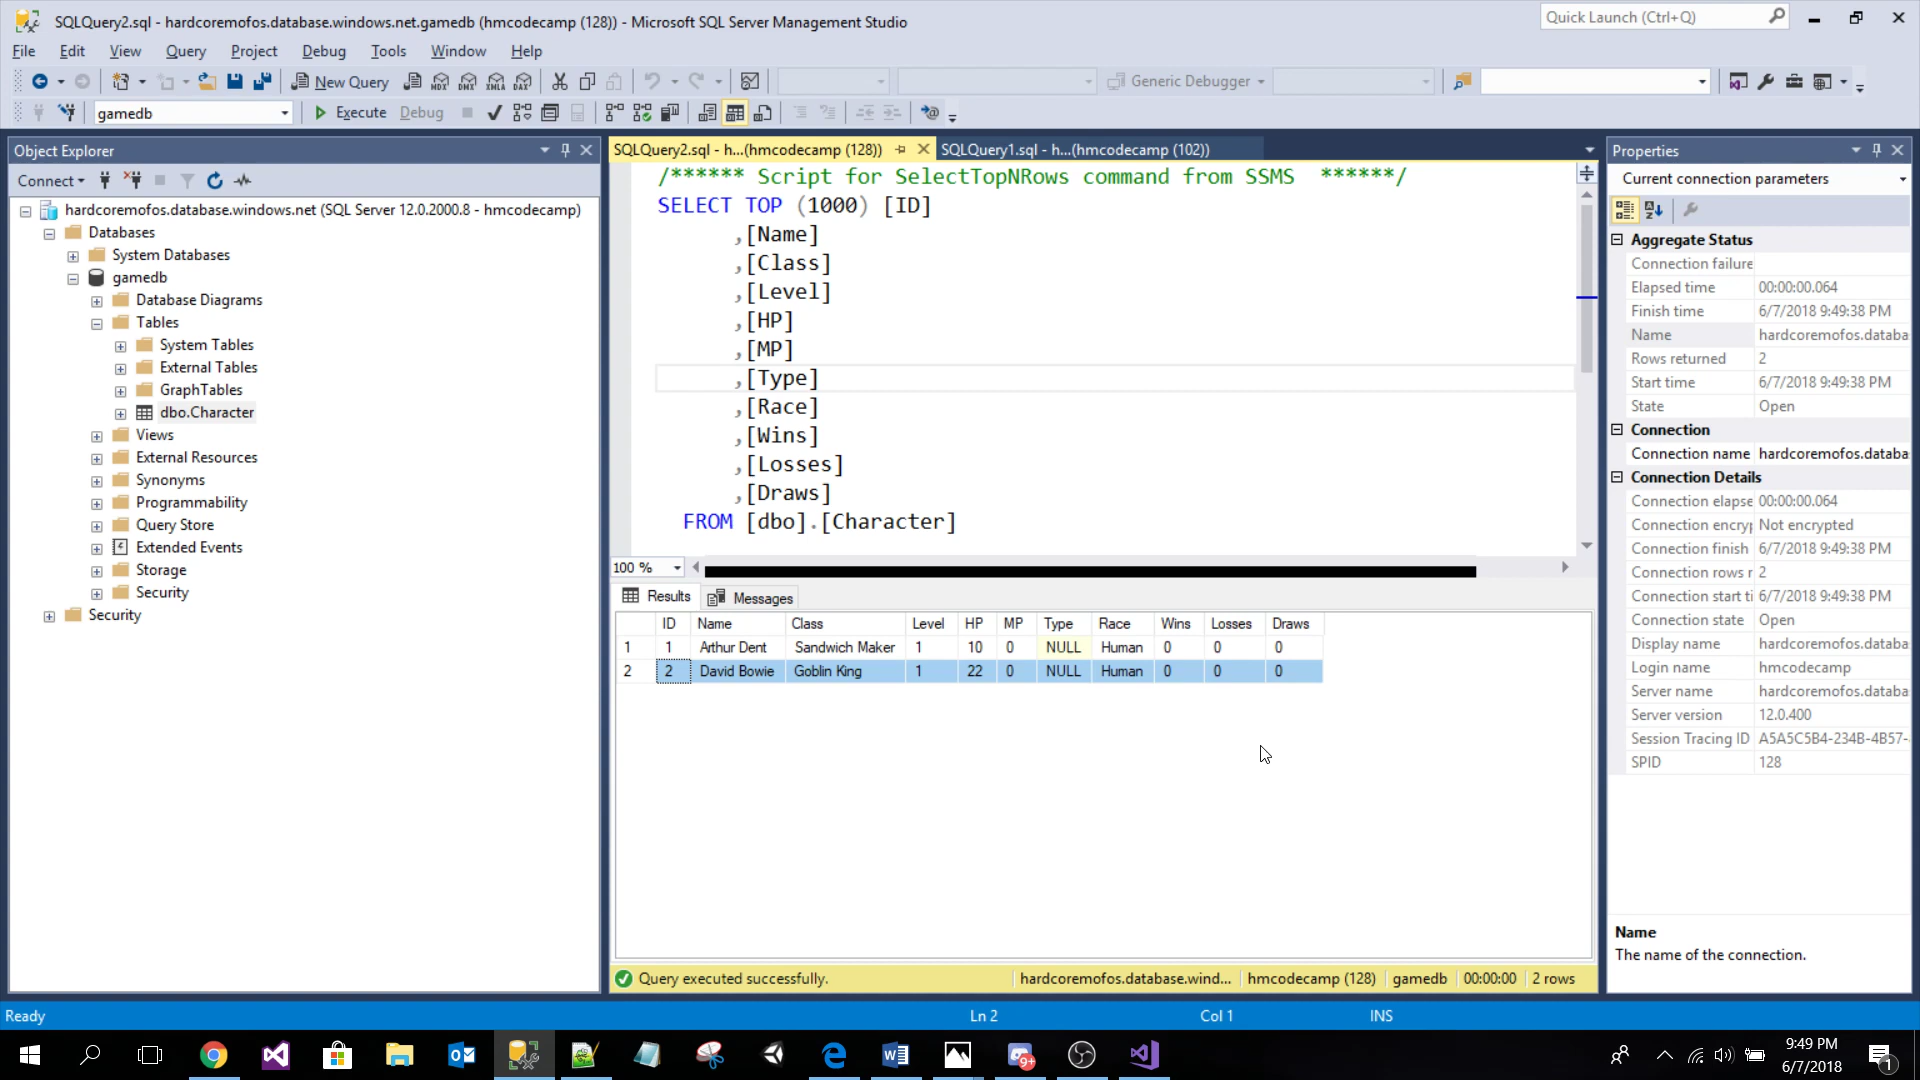 SQLQuery2.sql - hardcoremofos.database.windows.net.gamedb (hmcodecamp (128)) - Microsoft SQL Server Management Studio
Quick Launch (Ctrl+Q)
File Edit View Query Project Debug Tools Window Help
New Query MDX DMX XMLA DAX Generic Debugger
gamedb Execute Debug
Object Explorer
Connect
hardcoremofos.database.windows.net (SQL Server 12.0.2000.8 - hmcodecamp)
Databases
System Databases
gamedb
Database Diagrams
Tables
System Tables
External Tables
GraphTables
dbo.Character
Views
External Resources
Synonyms
Programmability
Query Store
Extended Events
Storage
Security
Security
SQLQuery2.sql - h...(hmcodecamp (128)) SQLQuery1.sql - h...(hmcodecamp (102))
/****** Script for SelectTopNRows command from SSMS ******/
SELECT TOP (1000) [ID]
,[Name]
,[Class]
,[Level]
,[HP]
,[MP]
,[Type]
,[Race]
,[Wins]
,[Losses]
,[Draws]
FROM [dbo].[Character]
100 %
Results Messages
ID Name Class Level HP MP Type Race Wins Losses Draws
1 1 Arthur Dent Sandwich Maker 1 10 0 NULL Human 0 0 0
2 2 David Bowie Goblin King 1 22 0 NULL Human 0 0 0
Query executed successfully. hardcoremofos.database.wind... hmcodecamp (128) gamedb 00:00:00 2 rows
Properties
Current connection parameters
Aggregate Status
Connection failure
Elapsed time 00:00:00.064
Finish time 6/7/2018 9:49:38 PM
Name hardcoremofos.databa
Rows returned 2
Start time 6/7/2018 9:49:38 PM
State Open
Connection
Connection name hardcoremofos.databa
Connection Details
Connection elapse 00:00:00.064
Connection encry Not encrypted
Connection finish 6/7/2018 9:49:38 PM
Connection rows r 2
Connection start ti 6/7/2018 9:49:38 PM
Connection state Open
Display name hardcoremofos.databa
Login name hmcodecamp
Server name hardcoremofos.databa
Server version 12.0.400
Session Tracing ID A5A5C5B4-234B-4B57-
SPID 128
Name
The name of the connection.
Ready Ln 2 Col 1 INS
9+
9:49 PM
6/7/2018
1